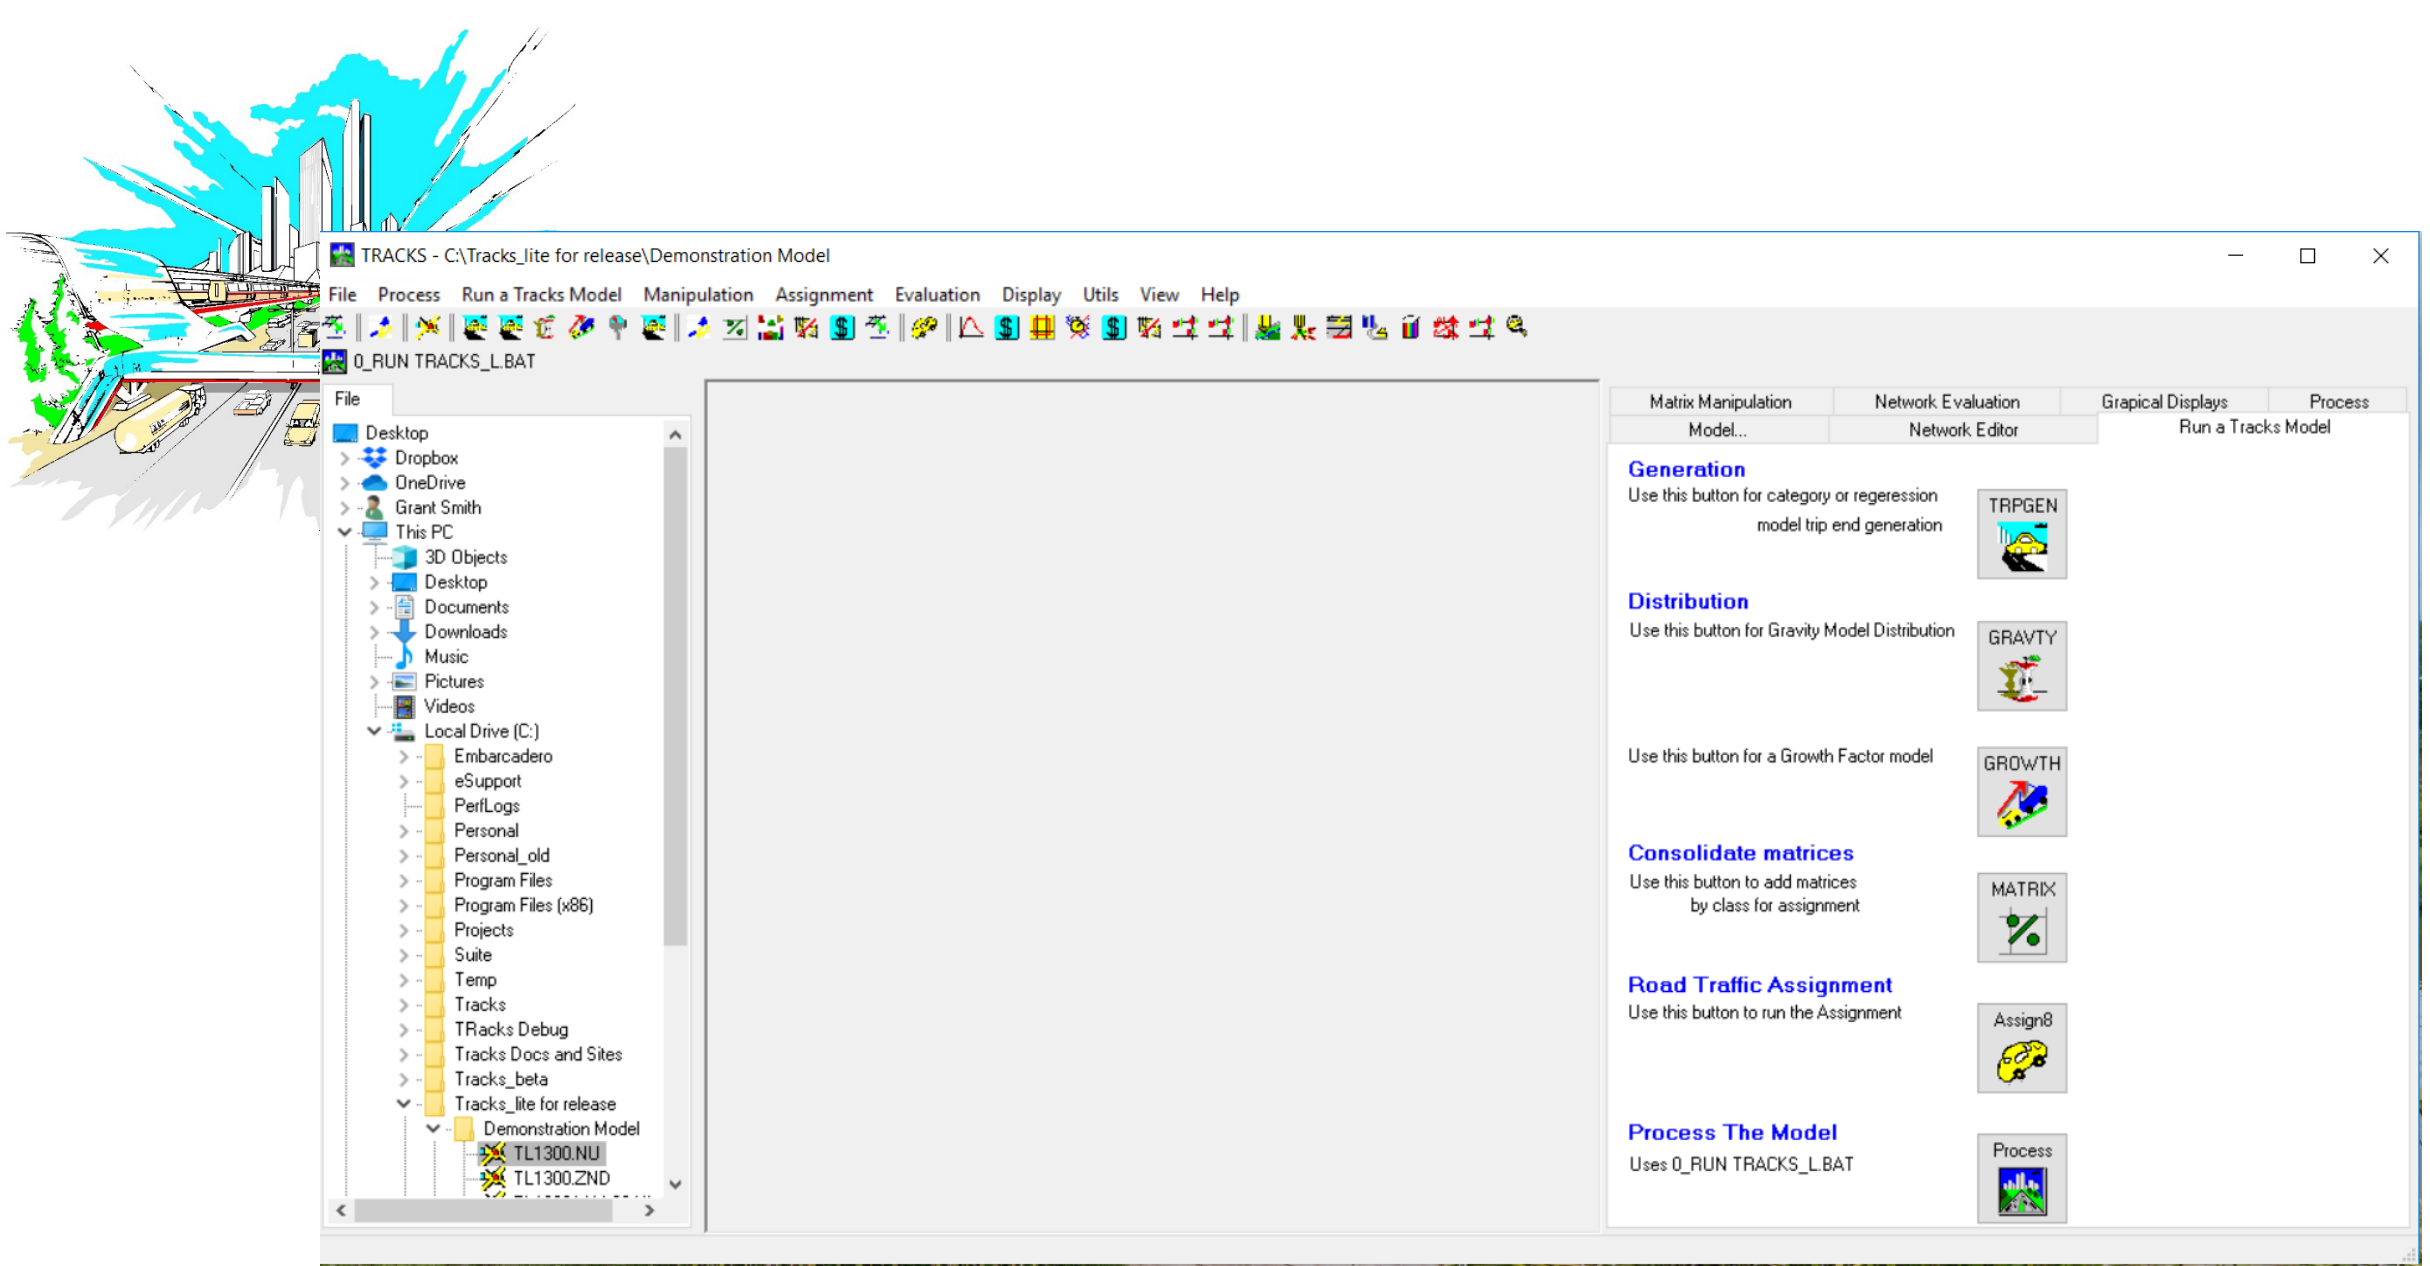 TRACKS - C:\Tracks_lite for release\Demonstration Model
File Process Run a Tracks Model Manipulation Assignment Evaluation Display Utils View Help
0_RUN TRACKS_L.BAT
File
Desktop
Dropbox
OneDrive
Grant Smith
This PC
3D Objects
Desktop
Documents
Downloads
Music
Pictures
Videos
Local Drive (C:)
Embarcadero
eSupport
PerfLogs
Personal
Personal_old
Program Files
Program Files (x86)
Projects
Suite
Temp
Tracks
TRacks Debug
Tracks Docs and Sites
Tracks_beta
Tracks_lite for release
Demonstration Model
TL1300.NU
TL1300.ZND
Matrix Manipulation Network Evaluation Grapical Displays Process
Model... Network Editor Run a Tracks Model
Generation
Use this button for category or regeression
model trip end generation
TRPGEN
Distribution
Use this button for Gravity Model Distribution
GRAVTY
Use this button for a Growth Factor model
GROWTH
Consolidate matrices
Use this button to add matrices
by class for assignment
MATRIX
Road Traffic Assignment
Use this button to run the Assignment
Assign8
Process The Model
Uses 0_RUN TRACKS_L.BAT
Process